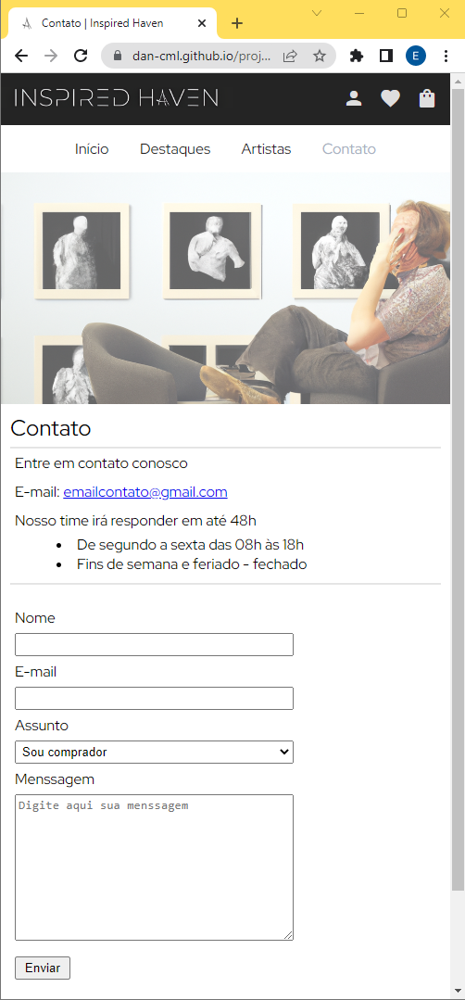 Contato | Inspired Haven
dan-cml.github.io/proj...
E
INSPIRED HAVEN
Início Destaques Artistas Contato
Contato
Entre em contato conosco
E-mail: emailcontato@gmail.com
Nosso time irá responder em até 48h
De segundo a sexta das 08h às 18h
Fins de semana e feriado - fechado
Nome
E-mail
Assunto
Sou comprador
Menssagem
Digite aqui sua menssagem
Enviar